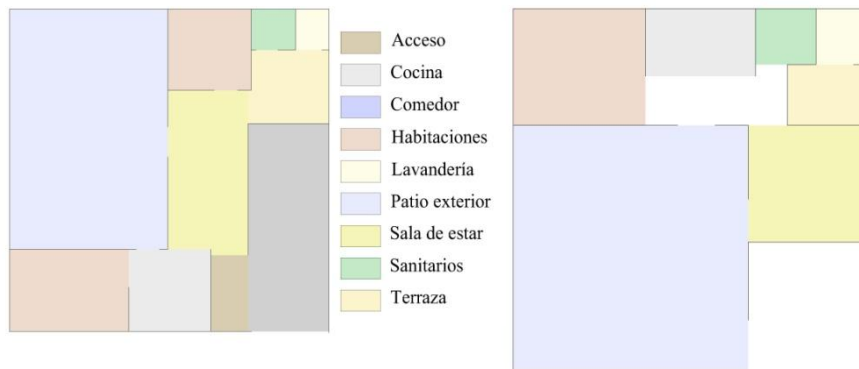 Acceso
Cocina
Comedor
Habitaciones
Lavandería
Patio exterior
Sala de estar
Sanitarios
Terraza